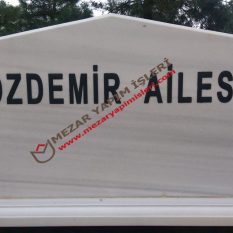 ÖZDEMİR AİLES
MEZAR YAPIM İŞLERİ
www.mezaryapimisleri.com